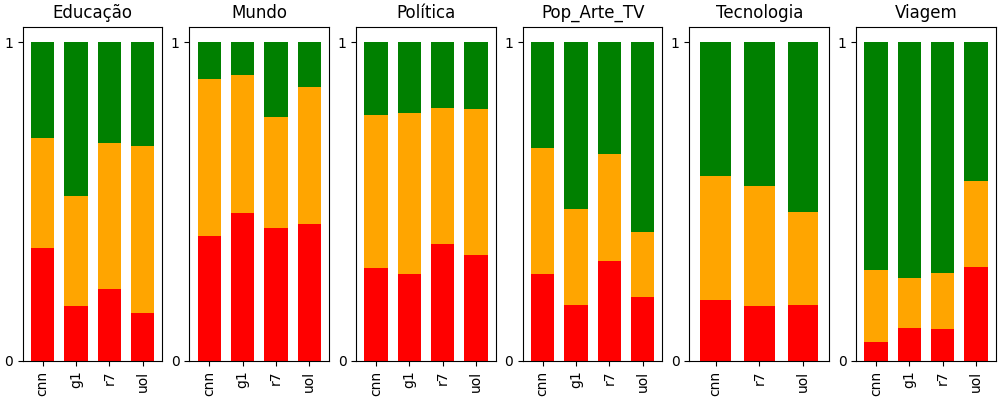 Educação Mundo Política Pop_Arte_TV Tecnologia Viagem
1 1 1 1 1 1
0 0 0 0 0 0
cnn g1 r7 uol cnn g1 r7 uol cnn g1 r7 uol cnn g1 r7 uol cnn r7 uol cnn g1 r7 uol